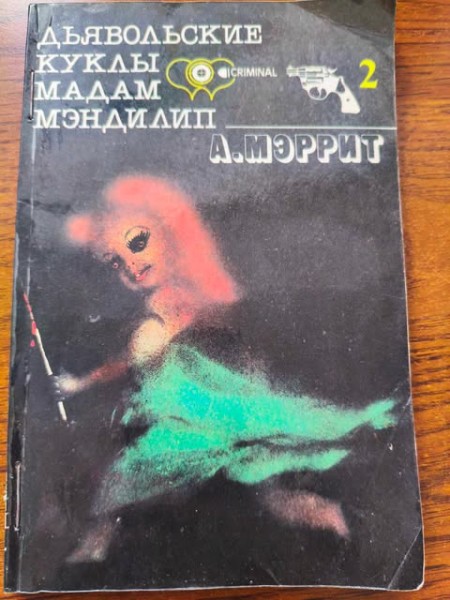 ДЬЯВОЛЬСКИЕ
КУКЛЫ
МАДАМ
МЭНДИЛИП
CRIMINAL
2
А.МЭРРИТ